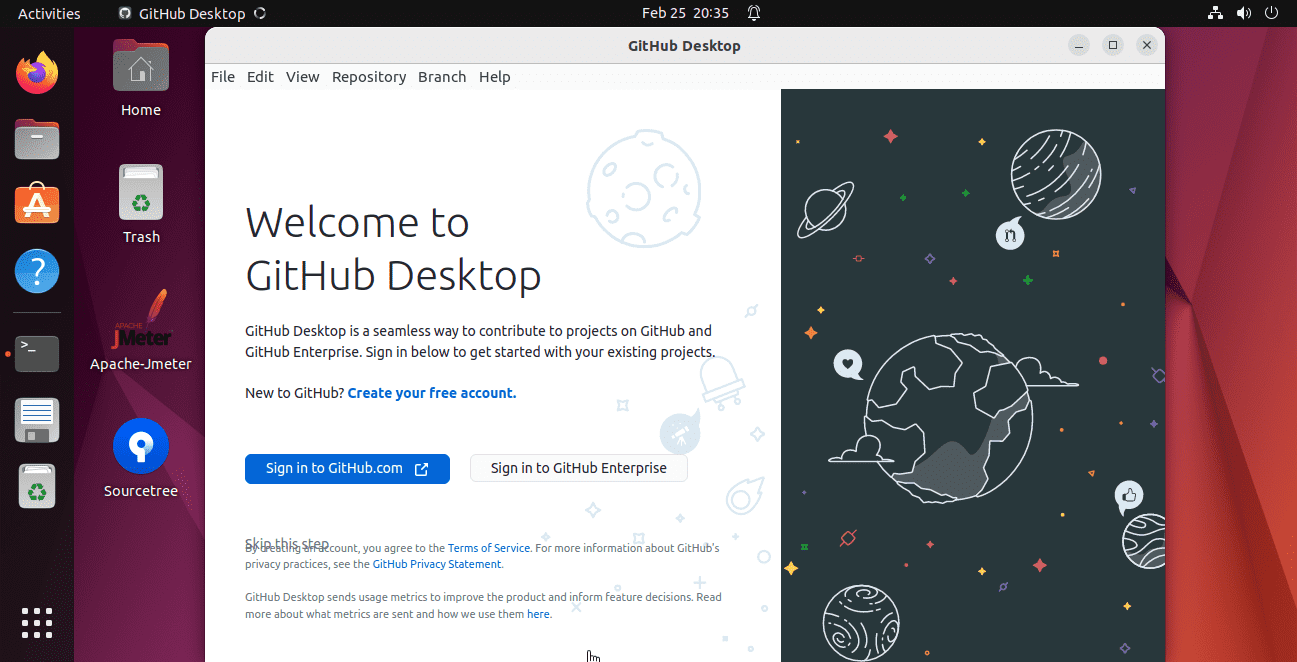 Activities
GitHub Desktop
Feb 25 20:35
GitHub Desktop
File Edit View Repository Branch Help
Home
Trash
APACHE
JMeter
Apache-Jmeter
Sourcetree
>_
?
Welcome to
GitHub Desktop
GitHub Desktop is a seamless way to contribute to projects on GitHub and
GitHub Enterprise. Sign in below to get started with your existing projects.
New to GitHub? Create your free account.
Sign in to GitHub.com
Sign in to GitHub Enterprise
Skip this step
By creating an account, you agree to the Terms of Service. For more information about GitHub's
privacy practices, see the GitHub Privacy Statement.
GitHub Desktop sends usage metrics to improve the product and inform feature decisions. Read
more about what metrics are sent and how we use them here.